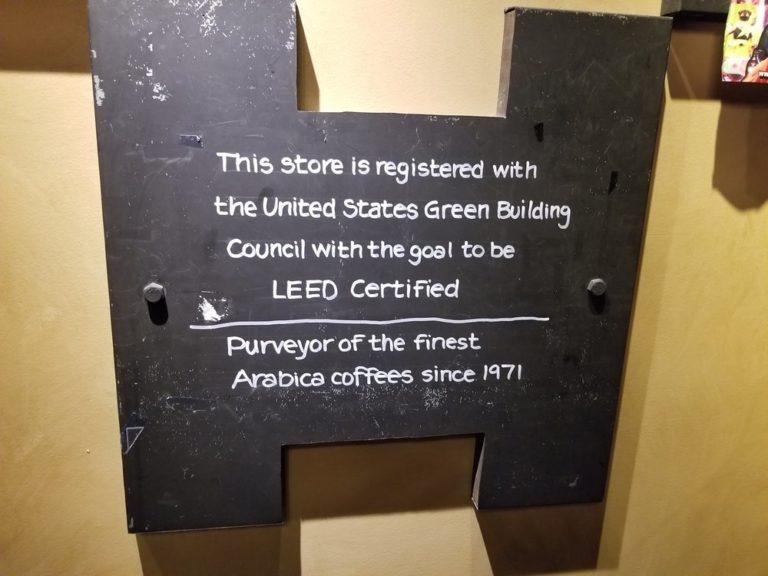 This store is registered with
the United States Green Building
Council with the goal to be
LEED Certified
Purveyor of the finest
Arabica coffees since 1971